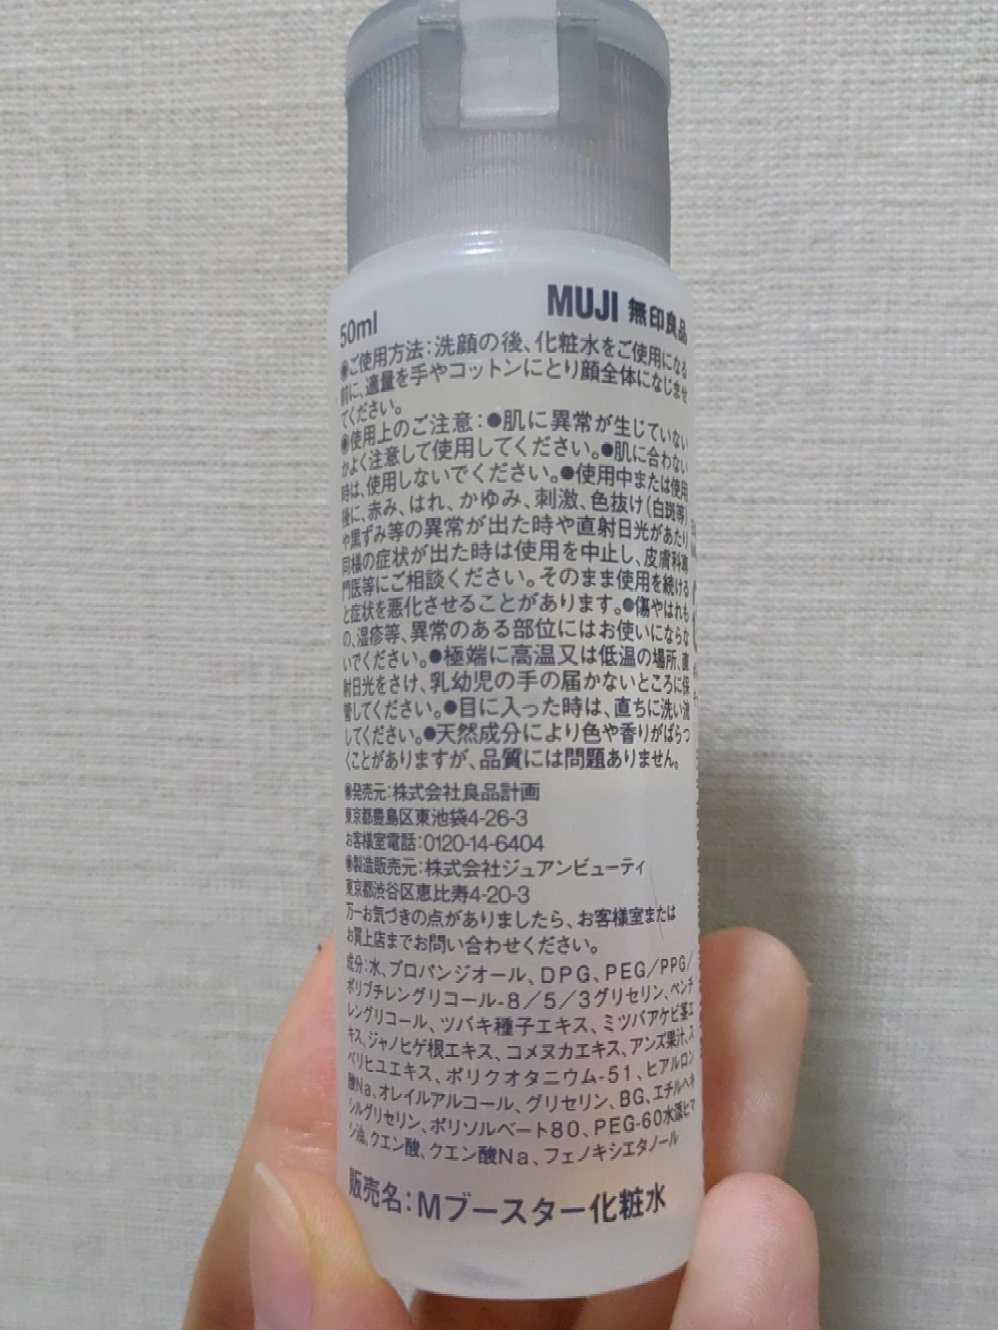 MUJI 無印良品
50ml
●ご使用方法：洗顔の後、化粧水をご使用になる
前に、適量を手やコットンにとり顔全体になじませ
てください。
●使用上のご注意：●肌に異常が生じていない
かよく注意して使用してください。●肌に合わない
時は、使用しないでください。●使用中または使用
後に、赤み、はれ、かゆみ、刺激、色抜け（白斑等）
や黒ずみ等の異常が出た時や直射日光があたり
同様の症状が出た時は使用を中止し、皮膚科専
門医等にご相談ください。そのまま使用を続ける
と症状を悪化させることがあります。●傷やはれも
の、湿疹等、異常のある部位にはお使いにならな
いでください。●極端に高温又は低温の場所、直
射日光をさけ、乳幼児の手の届かないところに保
管してください。●目に入った時は、直ちに洗い流
してください。●天然成分により色や香りがばらつ
くことがありますが、品質には問題ありません。
●発売元：株式会社良品計画
東京都豊島区東池袋4-26-3
お客様室電話：0120-14-6404
●製造販売元：株式会社ジュアンビューティ
東京都渋谷区恵比寿4-20-3
万一お気づきの点がありましたら、お客様室または
お買上店までお問い合わせください。
成分：水、プロパンジオール、DPG、PEG／PPG／
ポリブチレングリコール-8／5／3グリセリン、ペンチ
レングリコール、ツバキ種子エキス、ミツバアケビ茎エ
キス、ジャノヒゲ根エキス、コメヌカエキス、アンズ果汁、ス
ベリヒユエキス、ポリクオタニウム-51、ヒアルロン
酸Na、オレイルアルコール、グリセリン、BG、エチルヘキ
シルグリセリン、ポリソルベート80、PEG-60水添ヒマ
シ油、クエン酸、クエン酸Na、フェノキシエタノール
販売名：Mブースター化粧水